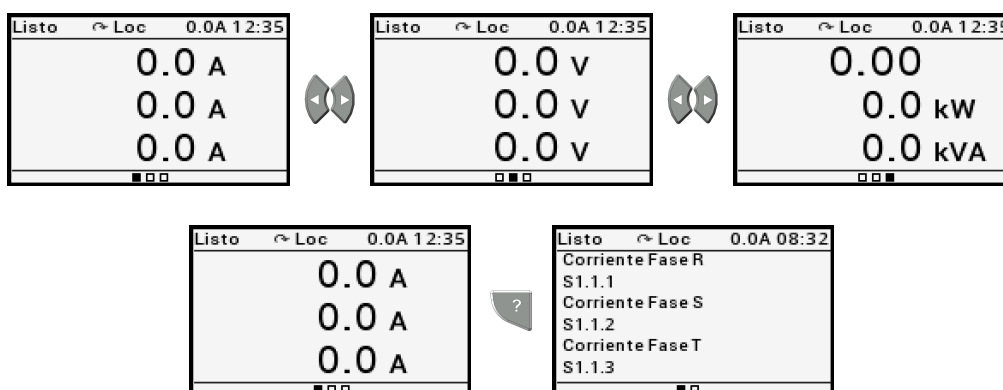 Listo ↷ Loc 0.0A 12:35
0.0 A
0.0 A
0.0 A
Listo ↷ Loc 0.0A 12:35
0.0 V
0.0 V
0.0 V
Listo ↷ Loc 0.0A 12:35
0.00
0.0 kW
0.0 kVA
Listo ↷ Loc 0.0A 12:35
0.0 A
0.0 A
0.0 A
?
Listo ↷ Loc 0.0A 08:32
Corriente Fase R
S1.1.1
Corriente Fase S
S1.1.2
Corriente Fase T
S1.1.3